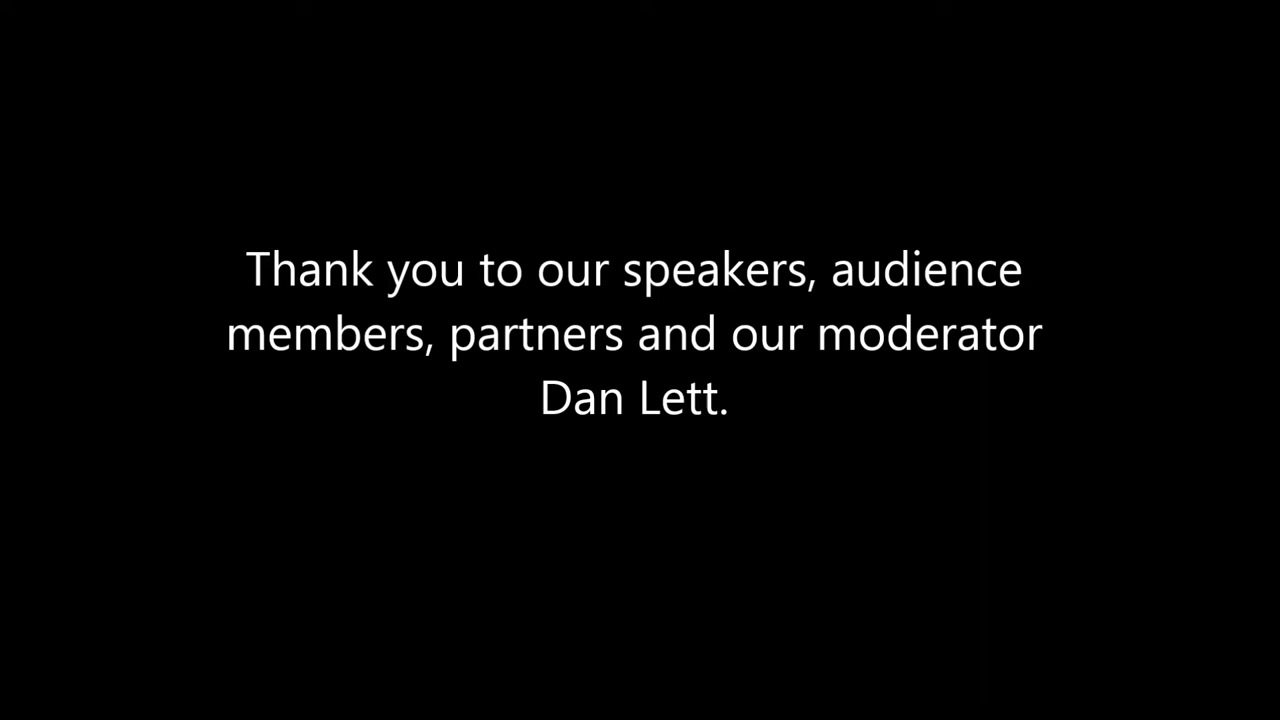 Thank you to our speakers, audience
members, partners and our moderator
Dan Lett.